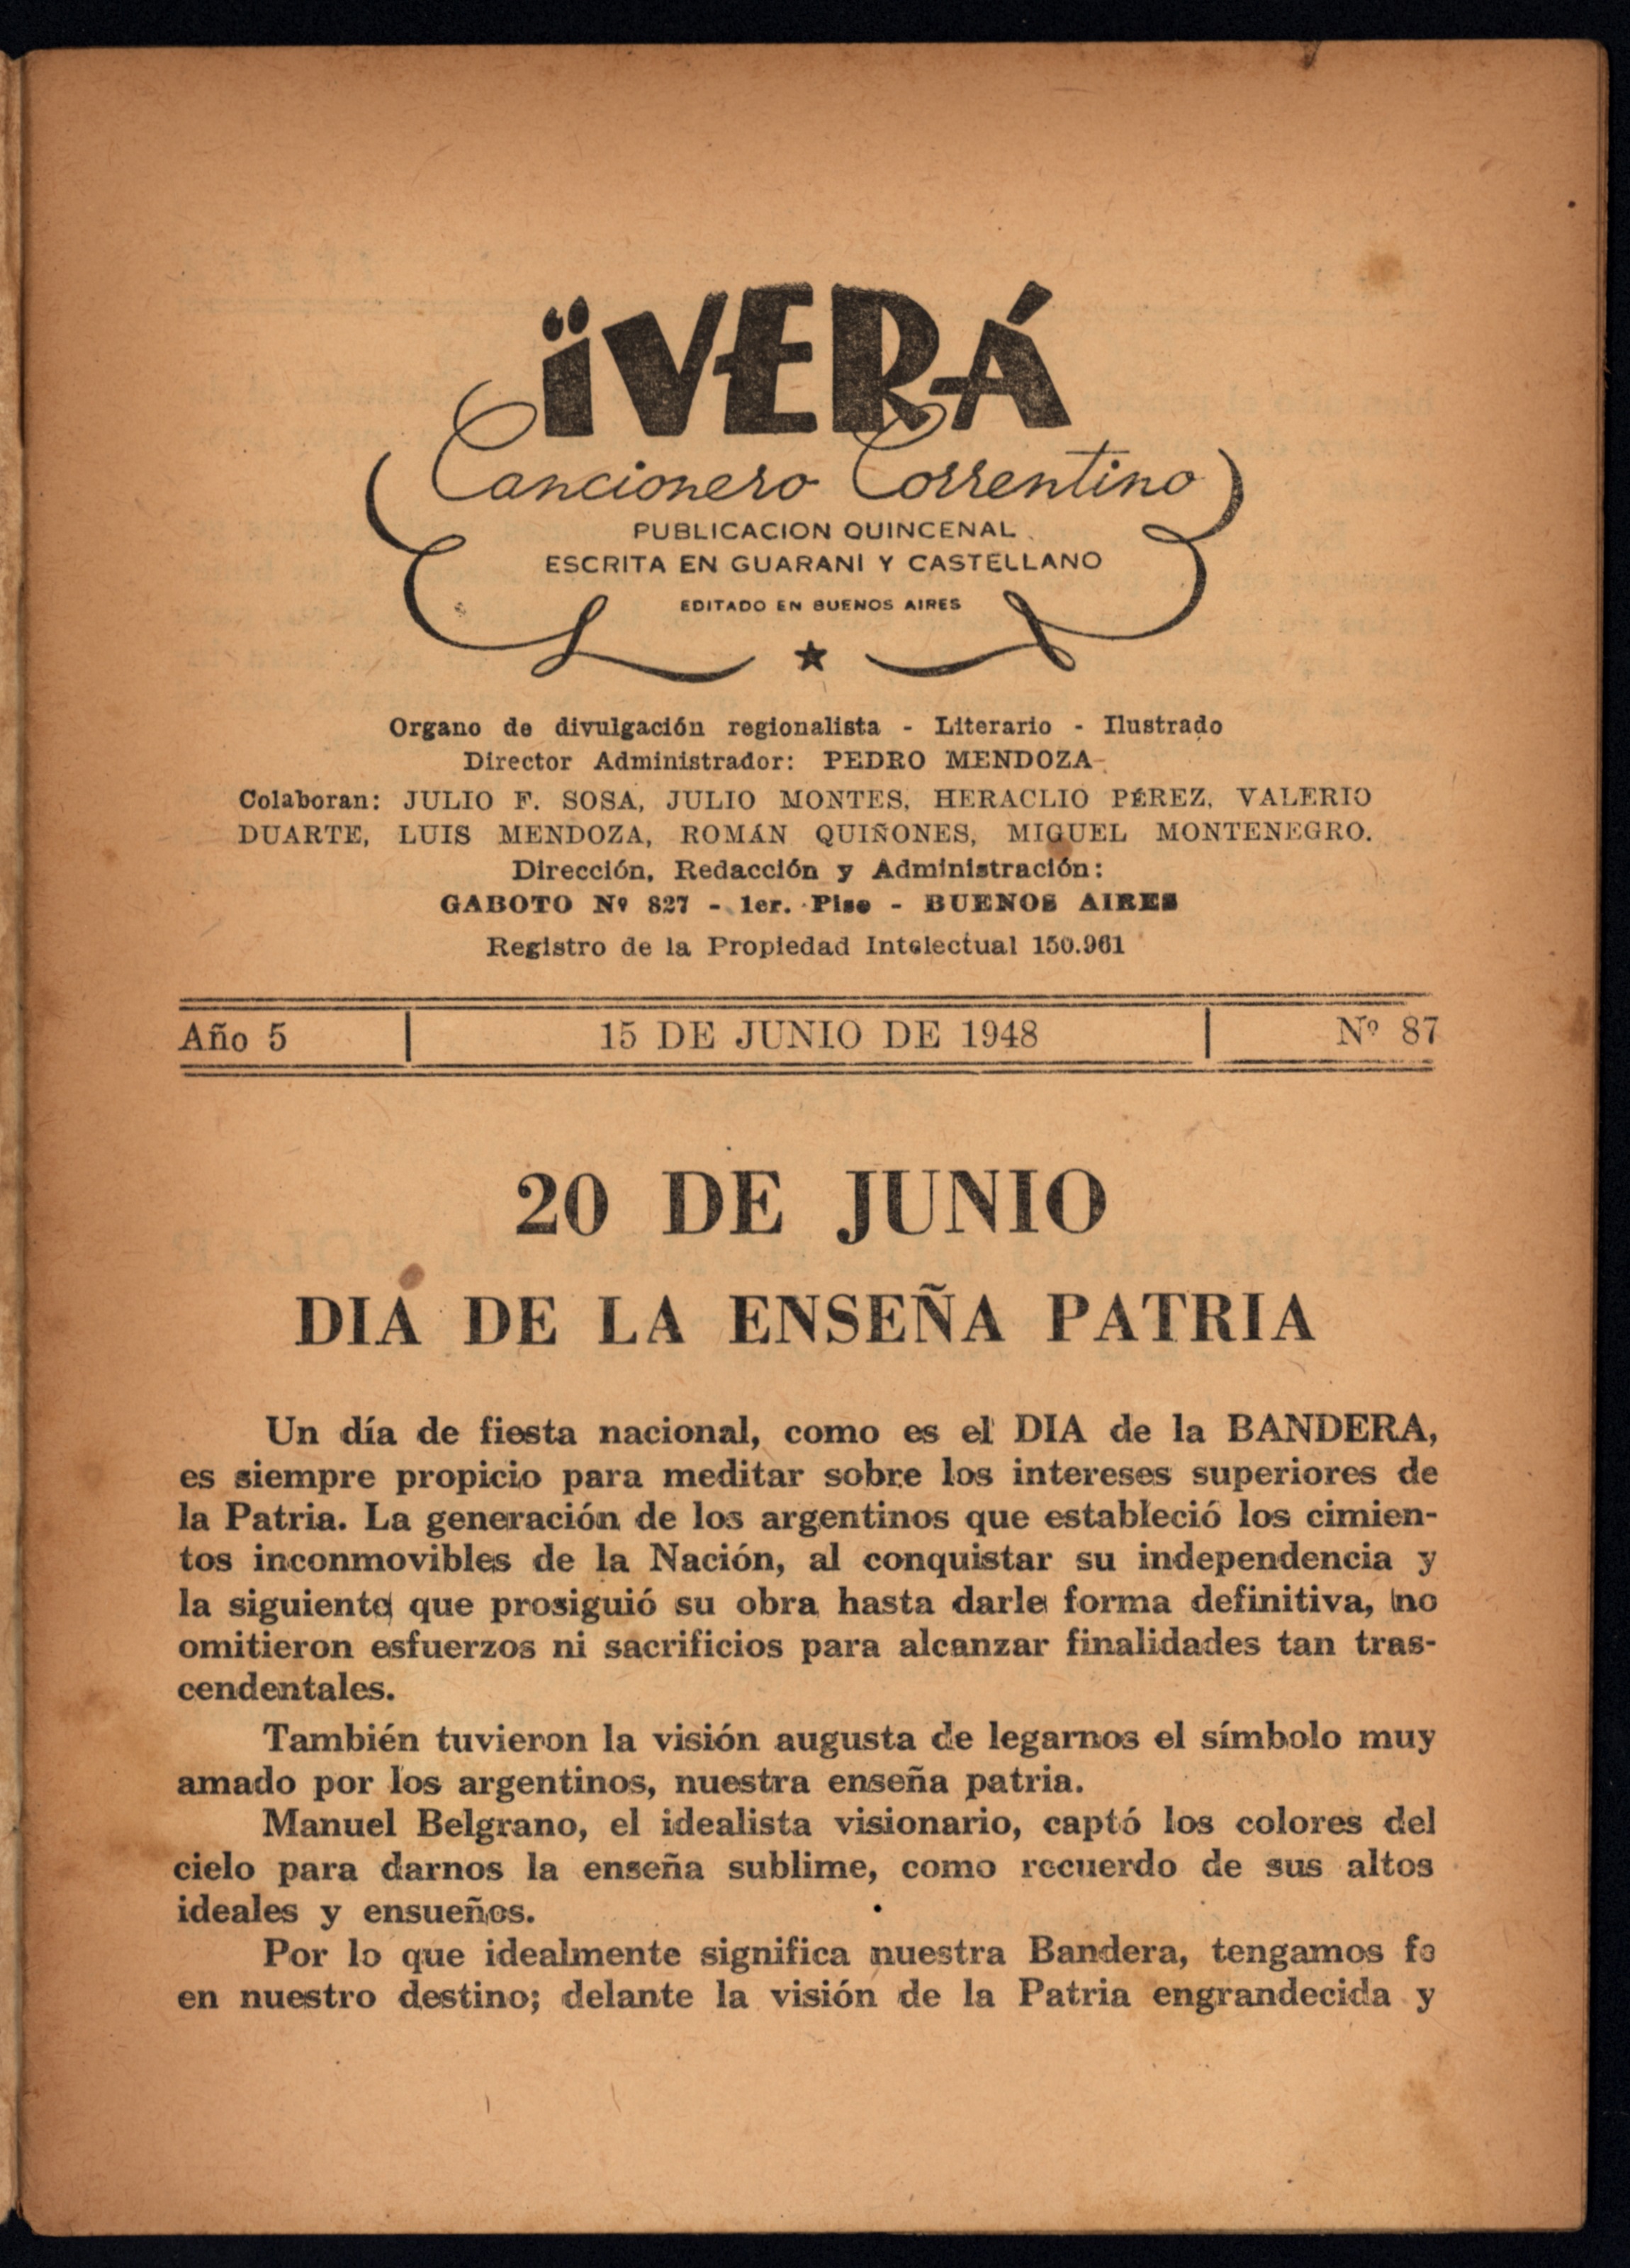 ÏVERÁ
Cancionero Correntino
PUBLICACION QUINCENAL
ESCRITA EN GUARANI Y CASTELLANO
EDITADO EN BUENOS AIRES
Organo de divulgación regionalista - Literario - Ilustrado
Director Administrador: PEDRO MENDOZA
Colaboran: JULIO F. SOSA, JULIO MONTES, HERACLIO PÉREZ, VALERIO
DUARTE, LUIS MENDOZA, ROMÁN QUIÑONES, MIGUEL MONTENEGRO.
Dirección, Redacción y Administración:
GABOTO Nº 827 - 1er. Piso - BUENOS AIRES
Registro de la Propiedad Intelectual 150.961
Año 5 15 DE JUNIO DE 1948 Nº 87
20 DE JUNIO
DIA DE LA ENSEÑA PATRIA
Un día de fiesta nacional, como es el DIA de la BANDERA,
es siempre propicio para meditar sobre los intereses superiores de
la Patria. La generación de los argentinos que estableció los cimien-
tos inconmovibles de la Nación, al conquistar su independencia y
la siguiente que prosiguió su obra hasta darle forma definitiva, no
omitieron esfuerzos ni sacrificios para alcanzar finalidades tan tras-
cendentales.
También tuvieron la visión augusta de legarnos el símbolo muy
amado por los argentinos, nuestra enseña patria.
Manuel Belgrano, el idealista visionario, captó los colores del
cielo para darnos la enseña sublime, como recuerdo de sus altos
ideales y ensueños.
Por lo que idealmente significa nuestra Bandera, tengamos fe
en nuestro destino; delante la visión de la Patria engrandecida y